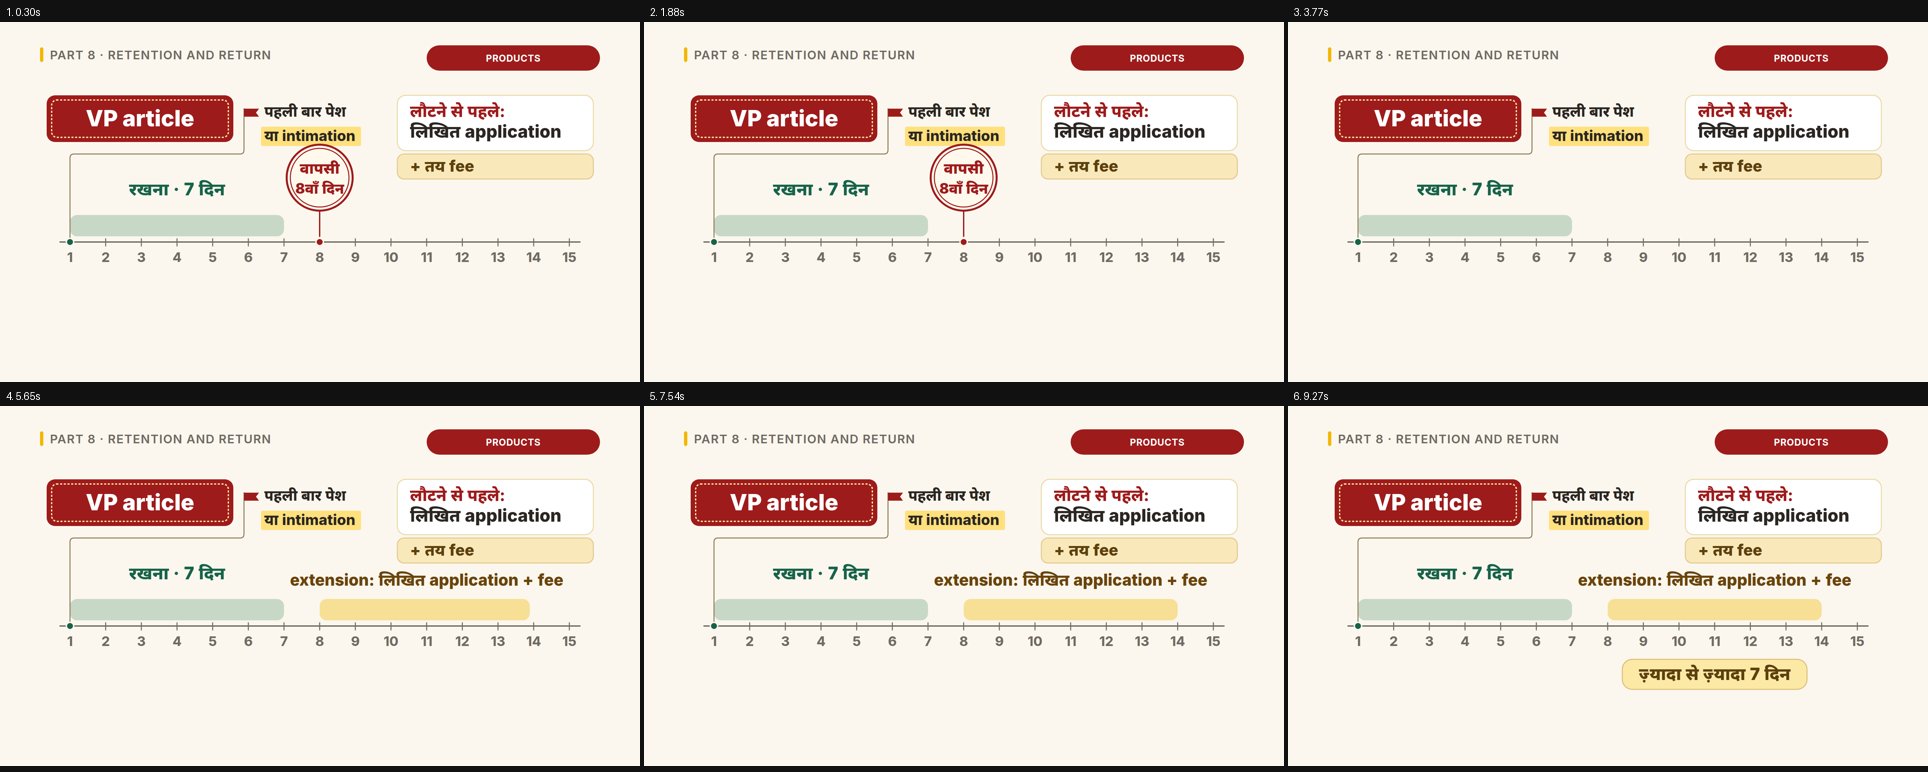 1. 0.30s
PART 8 · RETENTION AND RETURN
PRODUCTS
VP article
पहली बार पेश
या intimation
लौटने से पहले:
लिखित application
+ तय fee
वापसी
8वाँ दिन
रखना · 7 दिन
1 2 3 4 5 6 7 8 9 10 11 12 13 14 15
2. 1.88s
PART 8 · RETENTION AND RETURN
PRODUCTS
VP article
पहली बार पेश
या intimation
लौटने से पहले:
लिखित application
+ तय fee
वापसी
8वाँ दिन
रखना · 7 दिन
1 2 3 4 5 6 7 8 9 10 11 12 13 14 15
3. 3.77s
PART 8 · RETENTION AND RETURN
PRODUCTS
VP article
पहली बार पेश
या intimation
लौटने से पहले:
लिखित application
+ तय fee
रखना · 7 दिन
1 2 3 4 5 6 7 8 9 10 11 12 13 14 15
4. 5.65s
PART 8 · RETENTION AND RETURN
PRODUCTS
VP article
पहली बार पेश
या intimation
लौटने से पहले:
लिखित application
+ तय fee
रखना · 7 दिन
extension: लिखित application + fee
1 2 3 4 5 6 7 8 9 10 11 12 13 14 15
5. 7.54s
PART 8 · RETENTION AND RETURN
PRODUCTS
VP article
पहली बार पेश
या intimation
लौटने से पहले:
लिखित application
+ तय fee
रखना · 7 दिन
extension: लिखित application + fee
1 2 3 4 5 6 7 8 9 10 11 12 13 14 15
6. 9.27s
PART 8 · RETENTION AND RETURN
PRODUCTS
VP article
पहली बार पेश
या intimation
लौटने से पहले:
लिखित application
+ तय fee
रखना · 7 दिन
extension: लिखित application + fee
1 2 3 4 5 6 7 8 9 10 11 12 13 14 15
ज़्यादा से ज़्यादा 7 दिन